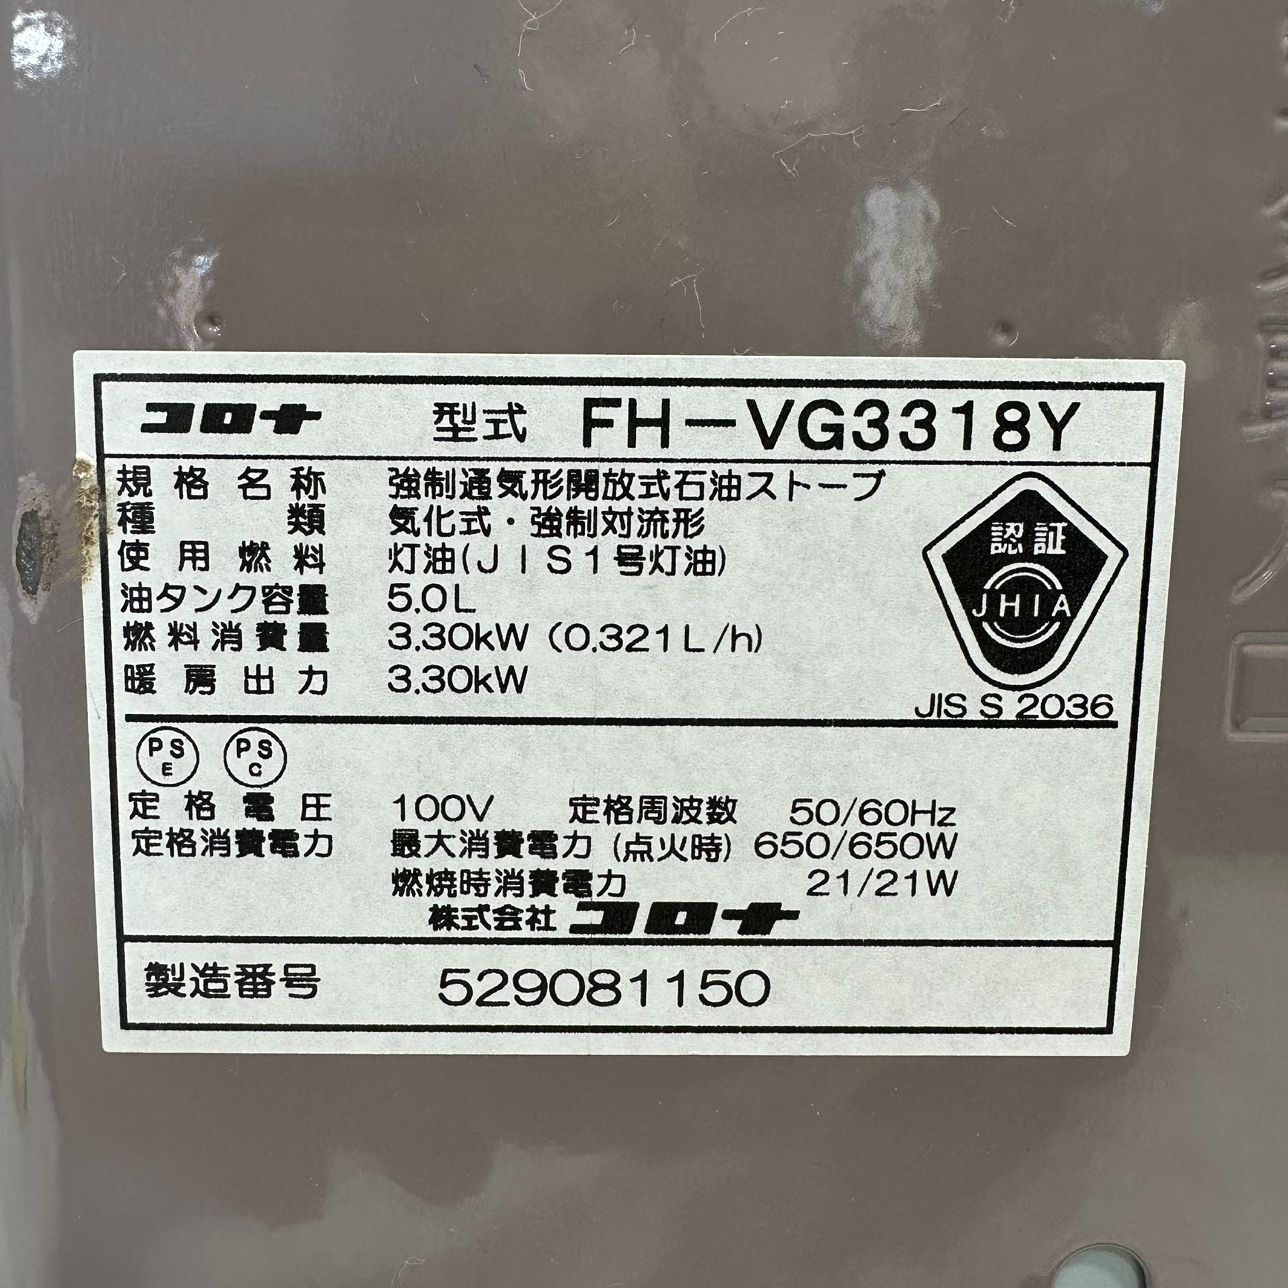 コロナ 型式 FH-VG3318Y
規格名称 強制通気形開放式石油ストーブ
種類 気化式・強制対流形
使用燃料 灯油(JIS1号灯油)
油タンク容量 5.0L
燃料消費量 3.30kW (0.321L/h)
暖房出力 3.30kW
認証
JHIA
JIS S 2036
PS E PS C
定格電圧 100V 定格周波数 50/60Hz
定格消費電力 最大消費電力 (点火時) 650/650W
燃焼時消費電力 21/21W
株式会社 コロナ
製造番号 529081150